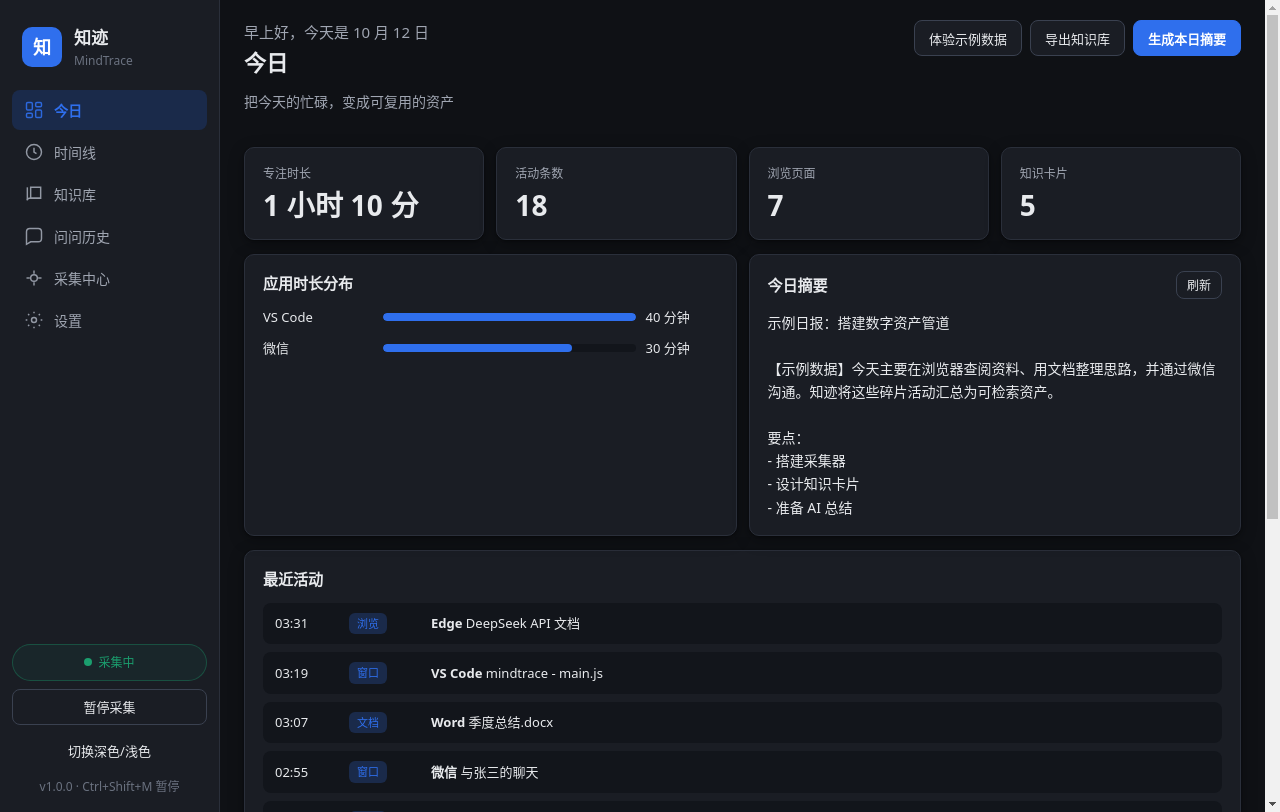 知
知迹
MindTrace
今日
时间线
知识库
问问历史
采集中心
设置
采集中
暂停采集
切换深色/浅色
v1.0.0 · Ctrl+Shift+M 暂停
早上好，今天是 10 月 12 日
今日
把今天的忙碌，变成可复用的资产
体验示例数据
导出知识库
生成本日摘要
专注时长
1 小时 10 分
活动条数
18
浏览页面
7
知识卡片
5
应用时长分布
VS Code 40 分钟
微信 30 分钟
今日摘要
刷新
示例日报：搭建数字资产管道
【示例数据】今天主要在浏览器查阅资料、用文档整理思路，并通过微信
沟通。知迹将这些碎片活动汇总为可检索资产。
要点：
- 搭建采集器
- 设计知识卡片
- 准备 AI 总结
最近活动
03:31 浏览 Edge DeepSeek API 文档
03:19 窗口 VS Code mindtrace - main.js
03:07 文档 Word 季度总结.docx
02:55 窗口 微信 与张三的聊天